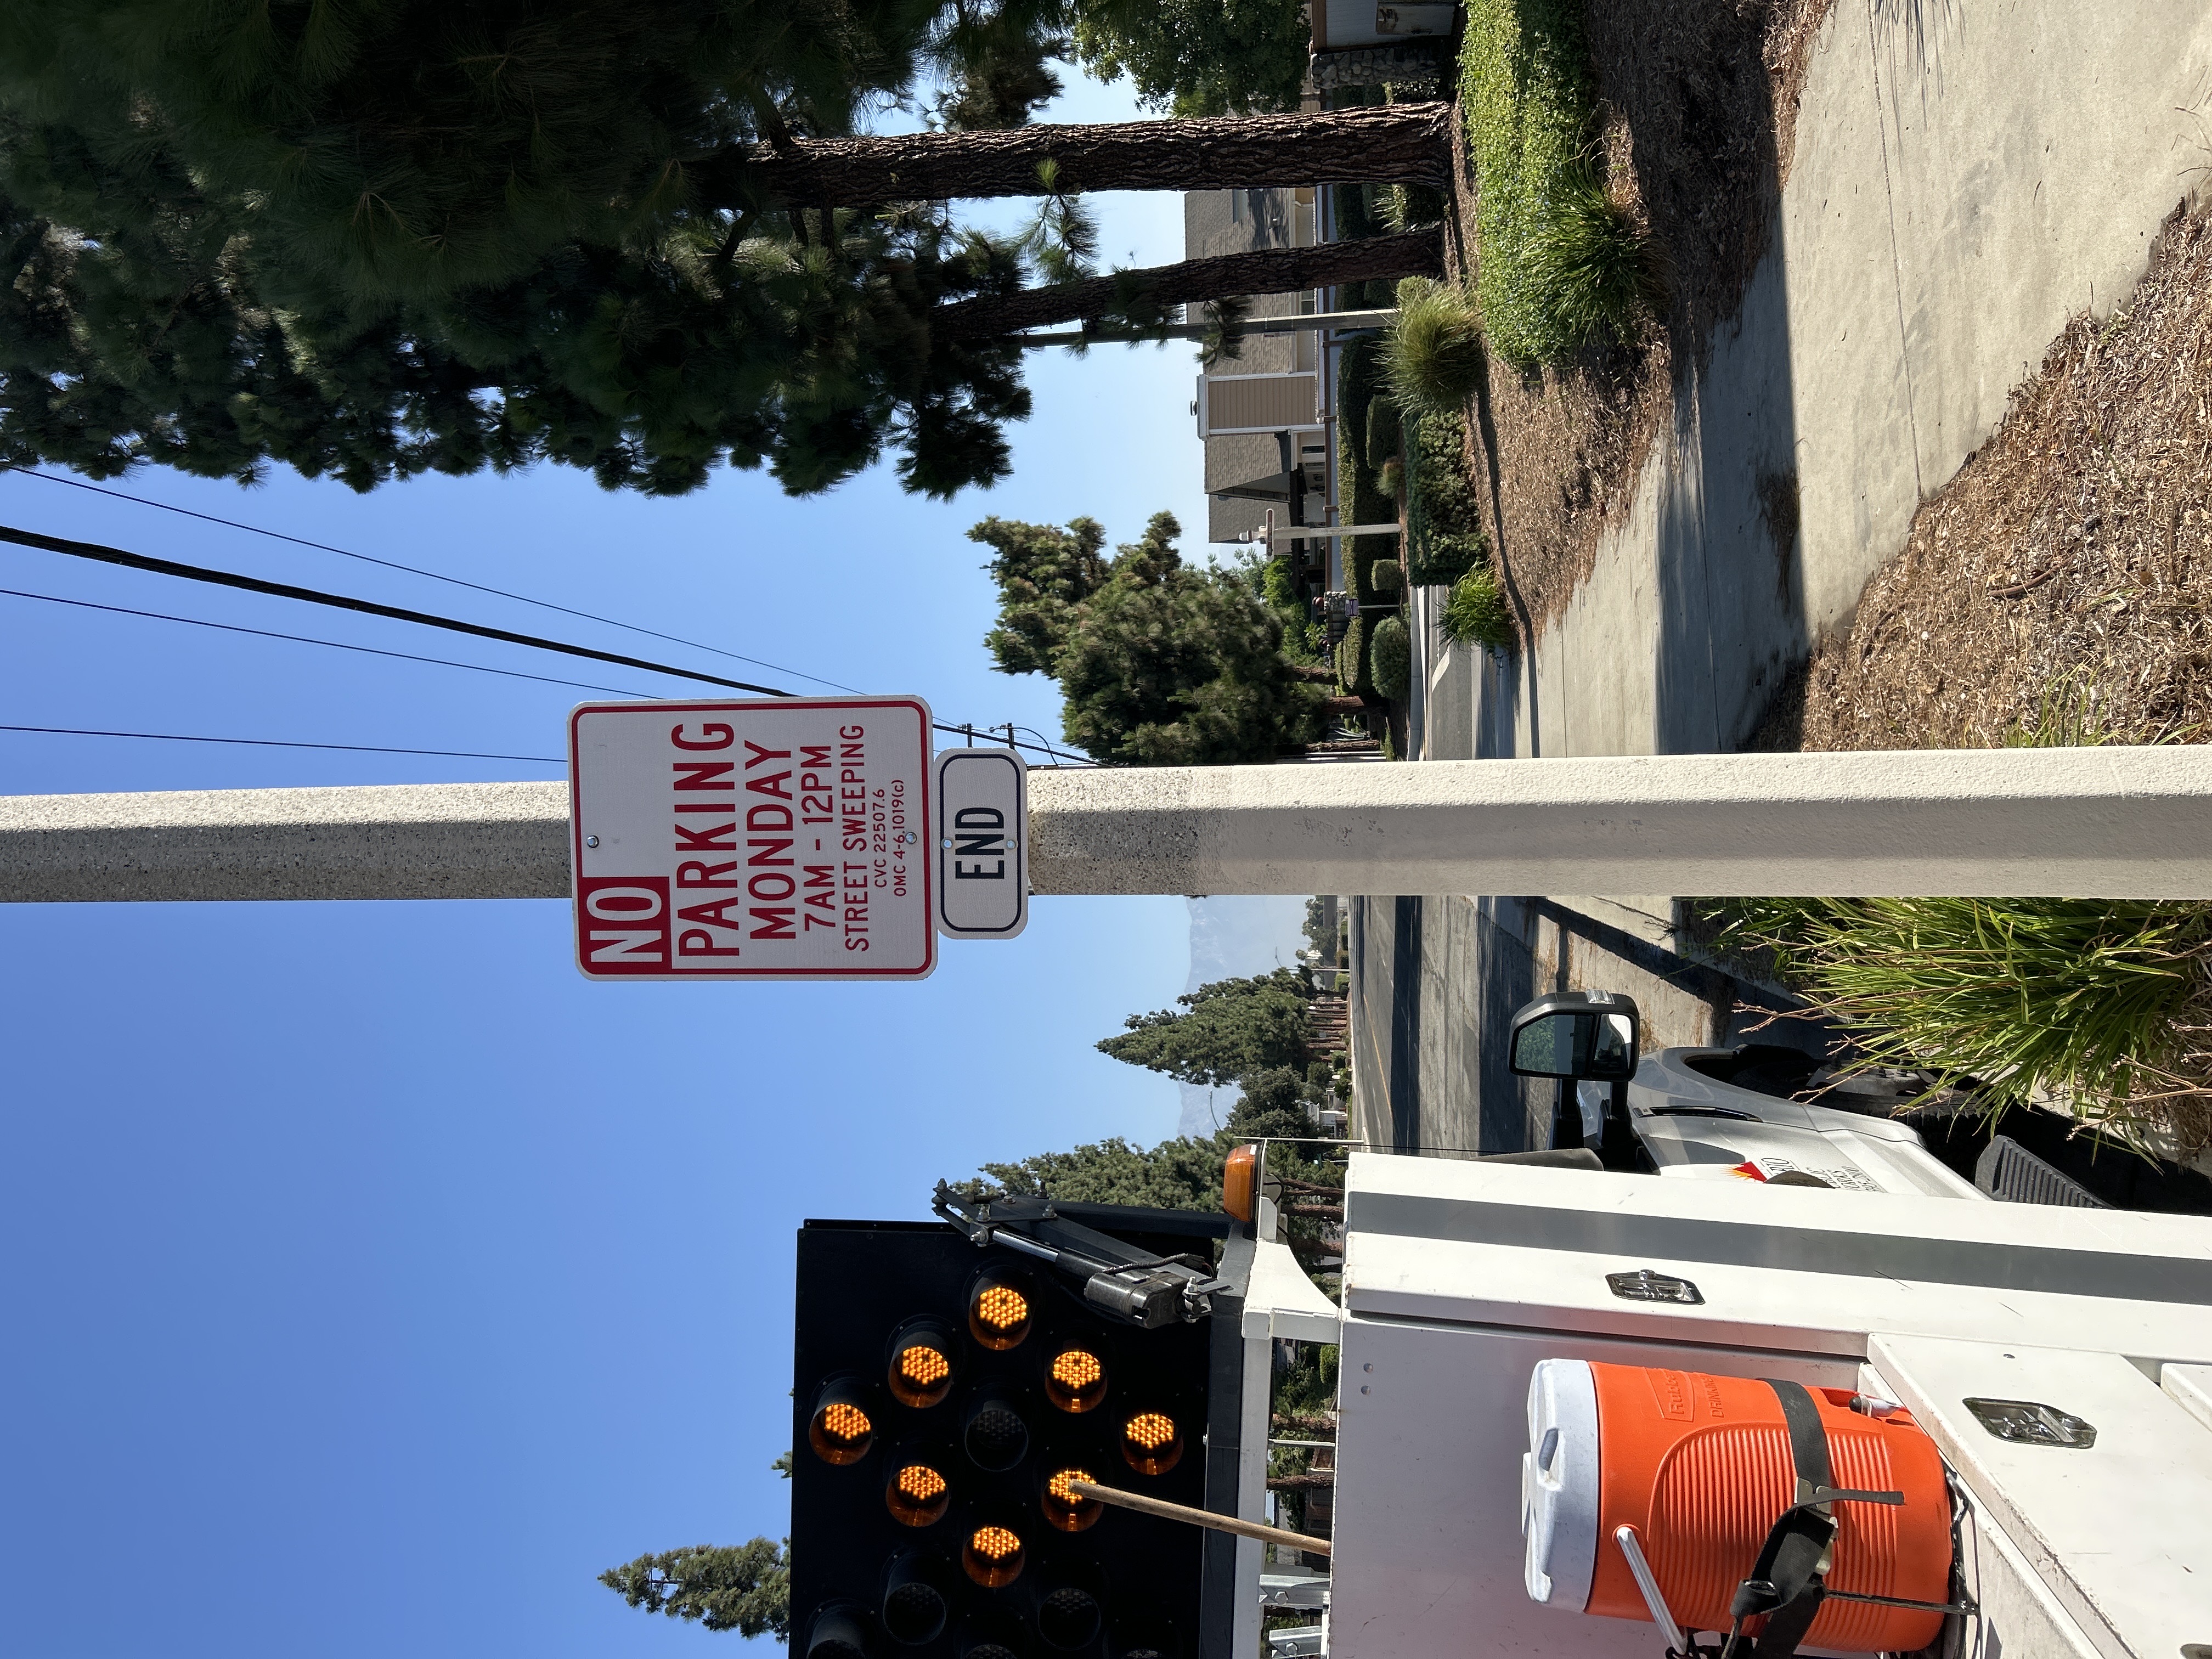 NO
PARKING
MONDAY
7AM - 12PM
STREET SWEEPING
CVC 22507.6
OMC 4-6.1019(c)
END